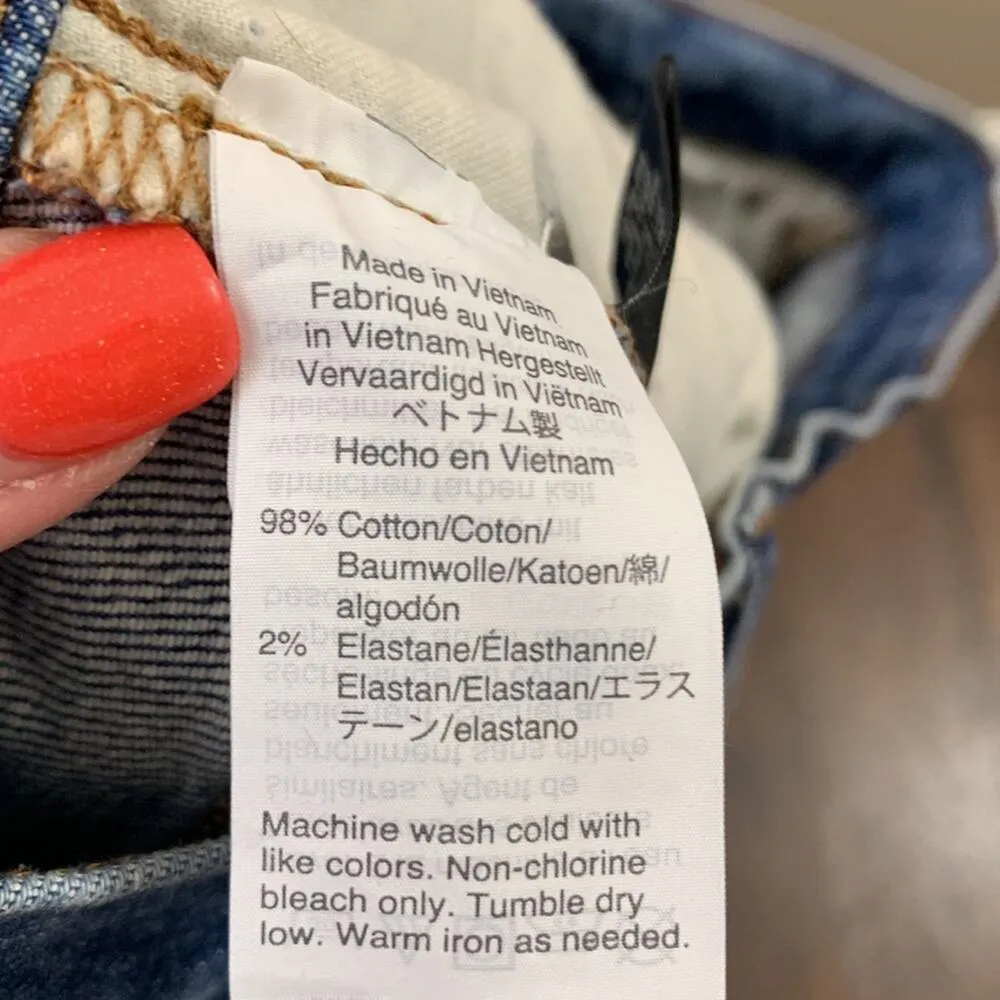 Made in Vietnam
Fabriqué au Vietnam
in Vietnam Hergestellt
Vervaardigd in Viëtnam
ベトナム製
Hecho en Vietnam
98% Cotton/Coton/
Baumwolle/Katoen/綿/
algodón
2% Elastane/Élasthanne/
Elastan/Elastaan/エラス
テーン/elastano
Machine wash cold with
like colors. Non-chlorine
bleach only. Tumble dry
low. Warm iron as needed.